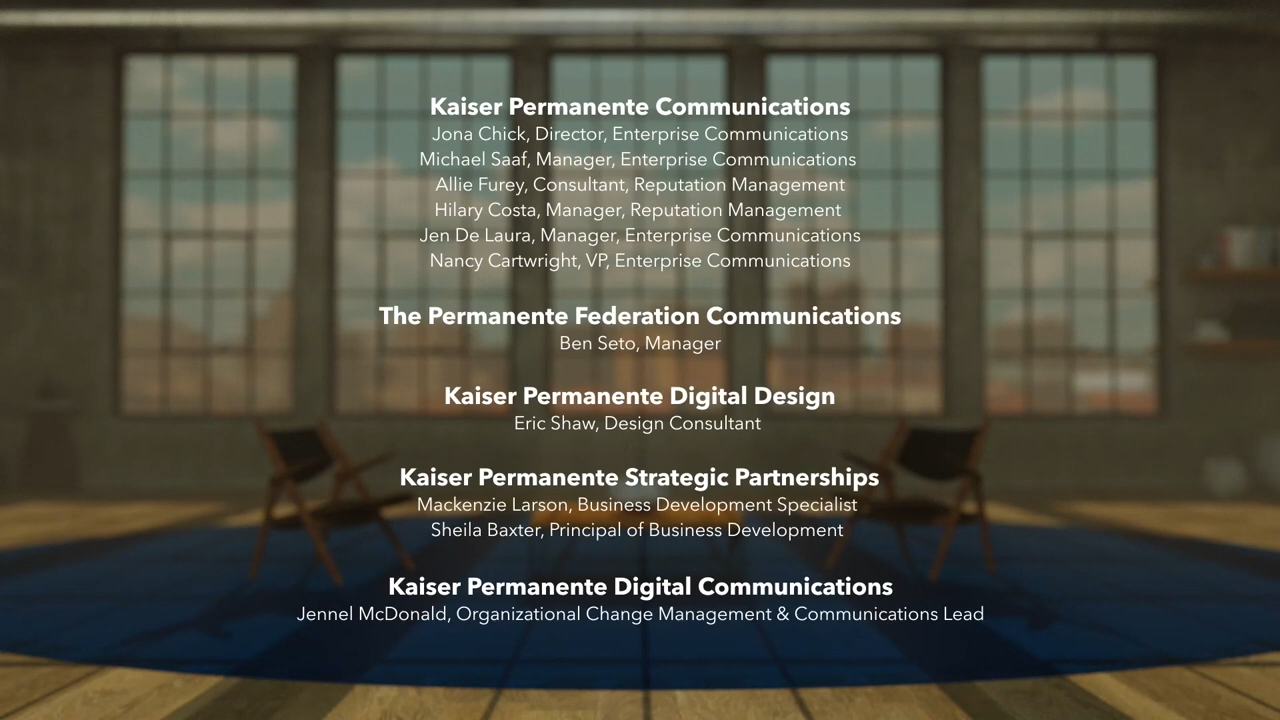 Kaiser Permanente Communications
Jona Chick, Director, Enterprise Communications
Michael Saaf, Manager, Enterprise Communications
Allie Furey, Consultant, Reputation Management
Hilary Costa, Manager, Reputation Management
Jen De Laura, Manager, Enterprise Communications
Nancy Cartwright, VP, Enterprise Communications
The Permanente Federation Communications
Ben Seto, Manager
Kaiser Permanente Digital Design
Eric Shaw, Design Consultant
Kaiser Permanente Strategic Partnerships
Mackenzie Larson, Business Development Specialist
Sheila Baxter, Principal of Business Development
Kaiser Permanente Digital Communications
Jennel McDonald, Organizational Change Management & Communications Lead